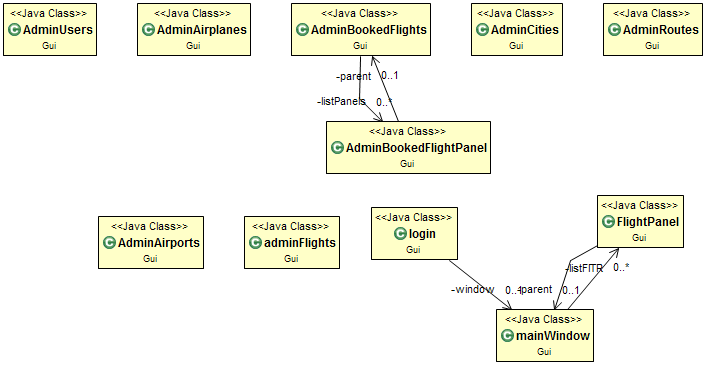 <<Java Class>>
AdminUsers
Gui
<<Java Class>>
AdminAirplanes
Gui
<<Java Class>>
AdminBookedFlights
Gui
<<Java Class>>
AdminCities
Gui
<<Java Class>>
AdminRoutes
Gui
-parent
0..1
-listPanels
0..*
<<Java Class>>
AdminBookedFlightPanel
Gui
<<Java Class>>
AdminAirports
Gui
<<Java Class>>
adminFlights
Gui
<<Java Class>>
login
Gui
<<Java Class>>
FlightPanel
Gui
-listFITR
0..*
-window
0..1
-parent
0..1
<<Java Class>>
mainWindow
Gui